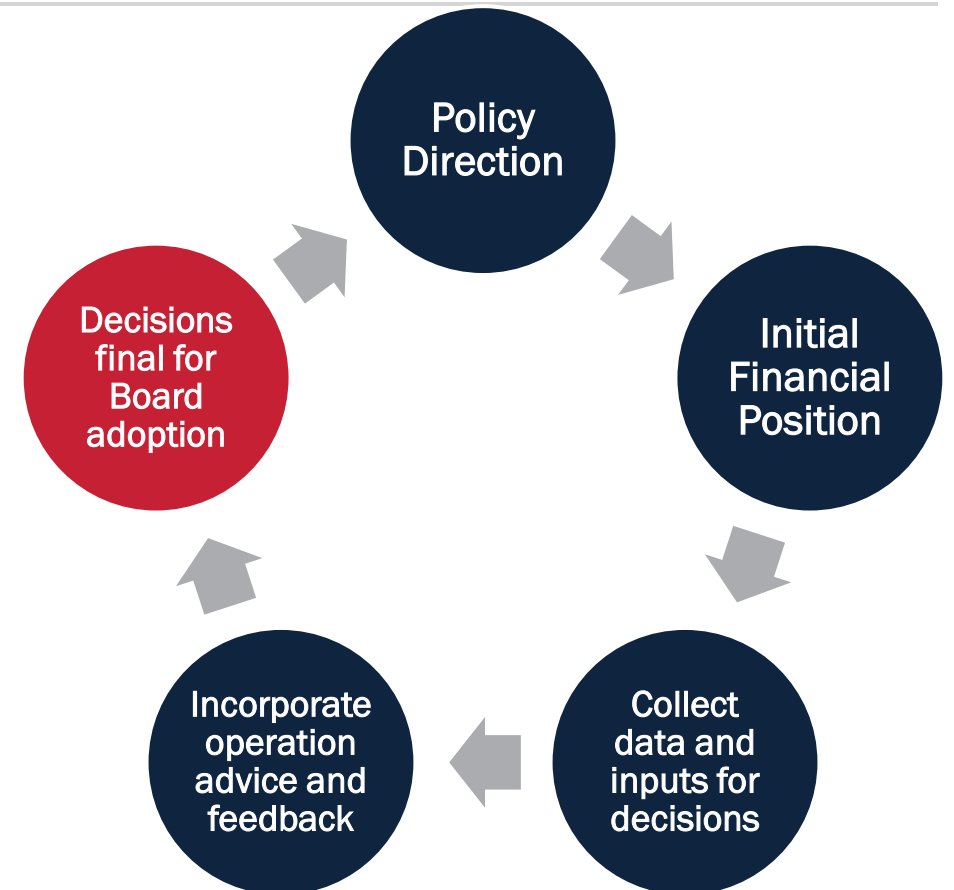 Policy
Direction
Initial
Financial
Position
Collect
data and
inputs for
decisions
Incorporate
operation
advice and
feedback
Decisions
final for
Board
adoption